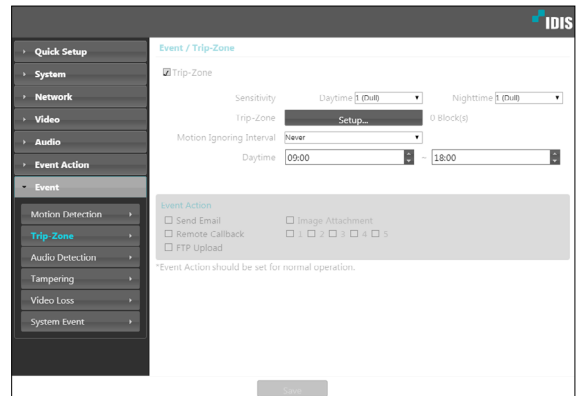 IDIS
Quick Setup
System
Network
Video
Audio
Event Action
Event
Motion Detection
Trip-Zone
Audio Detection
Tampering
Video Loss
System Event
Event / Trip-Zone
Trip-Zone
Sensitivity Daytime 1 (Dull) Nighttime 1 (Dull)
Trip-Zone Setup... 0 Block(s)
Motion Ignoring Interval Never
Daytime 09:00 ~ 18:00
Event Action
Send Email Image Attachment
Remote Callback 1 2 3 4 5
FTP Upload
*Event Action should be set for normal operation.
Save